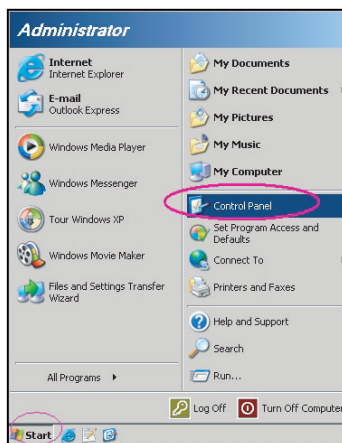 Administrator
Internet
Internet Explorer
E-mail
Outlook Express
Windows Media Player
Windows Messenger
Tour Windows XP
Windows Movie Maker
Files and Settings Transfer
Wizard
All Programs
My Documents
My Recent Documents
My Pictures
My Music
My Computer
Control Panel
Set Program Access and
Defaults
Connect To
Printers and Faxes
Help and Support
Search
Run...
Log Off
Turn Off Computer
Start